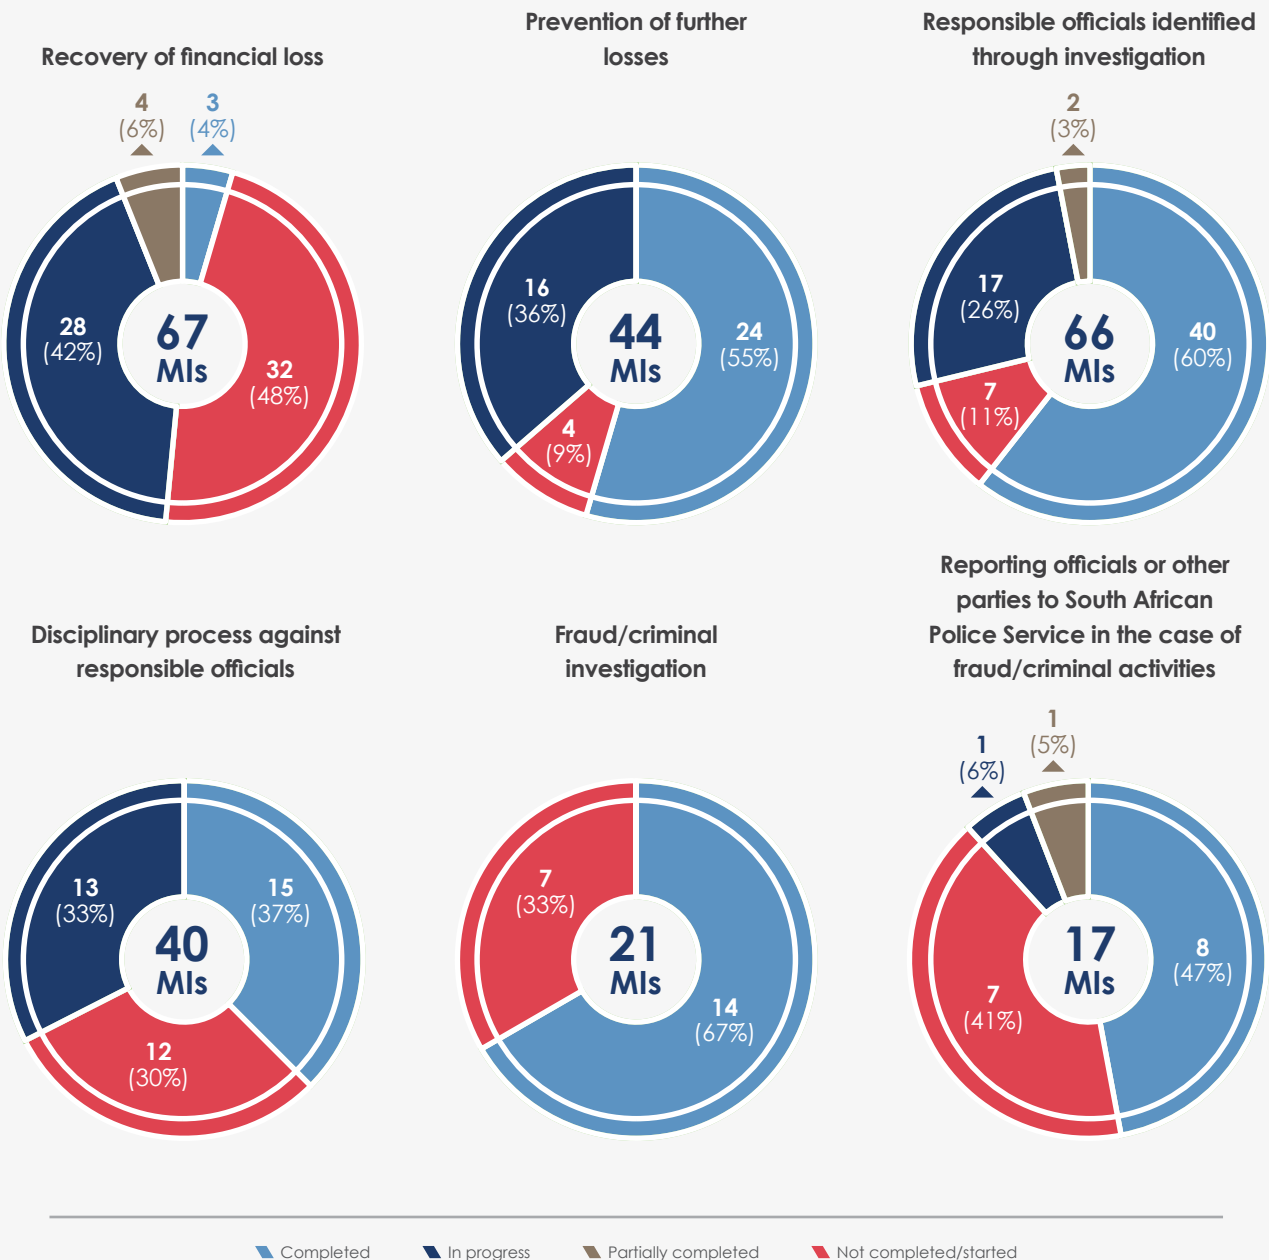 Recovery of financial loss
4
(6%)
3
(4%)
28
(42%)
67
MIs
32
(48%)
Prevention of further
losses
16
(36%)
44
MIs
24
(55%)
4
(9%)
Responsible officials identified
through investigation
2
(3%)
17
(26%)
66
MIs
40
(60%)
7
(11%)
Disciplinary process against
responsible officials
13
(33%)
15
(37%)
40
MIs
12
(30%)
Fraud/criminal
investigation
7
(33%)
21
MIs
14
(67%)
Reporting officials or other
parties to South African
Police Service in the case of
fraud/criminal activities
1
(6%)
1
(5%)
17
MIs
8
(47%)
7
(41%)
Completed
In progress
Partially completed
Not completed/started